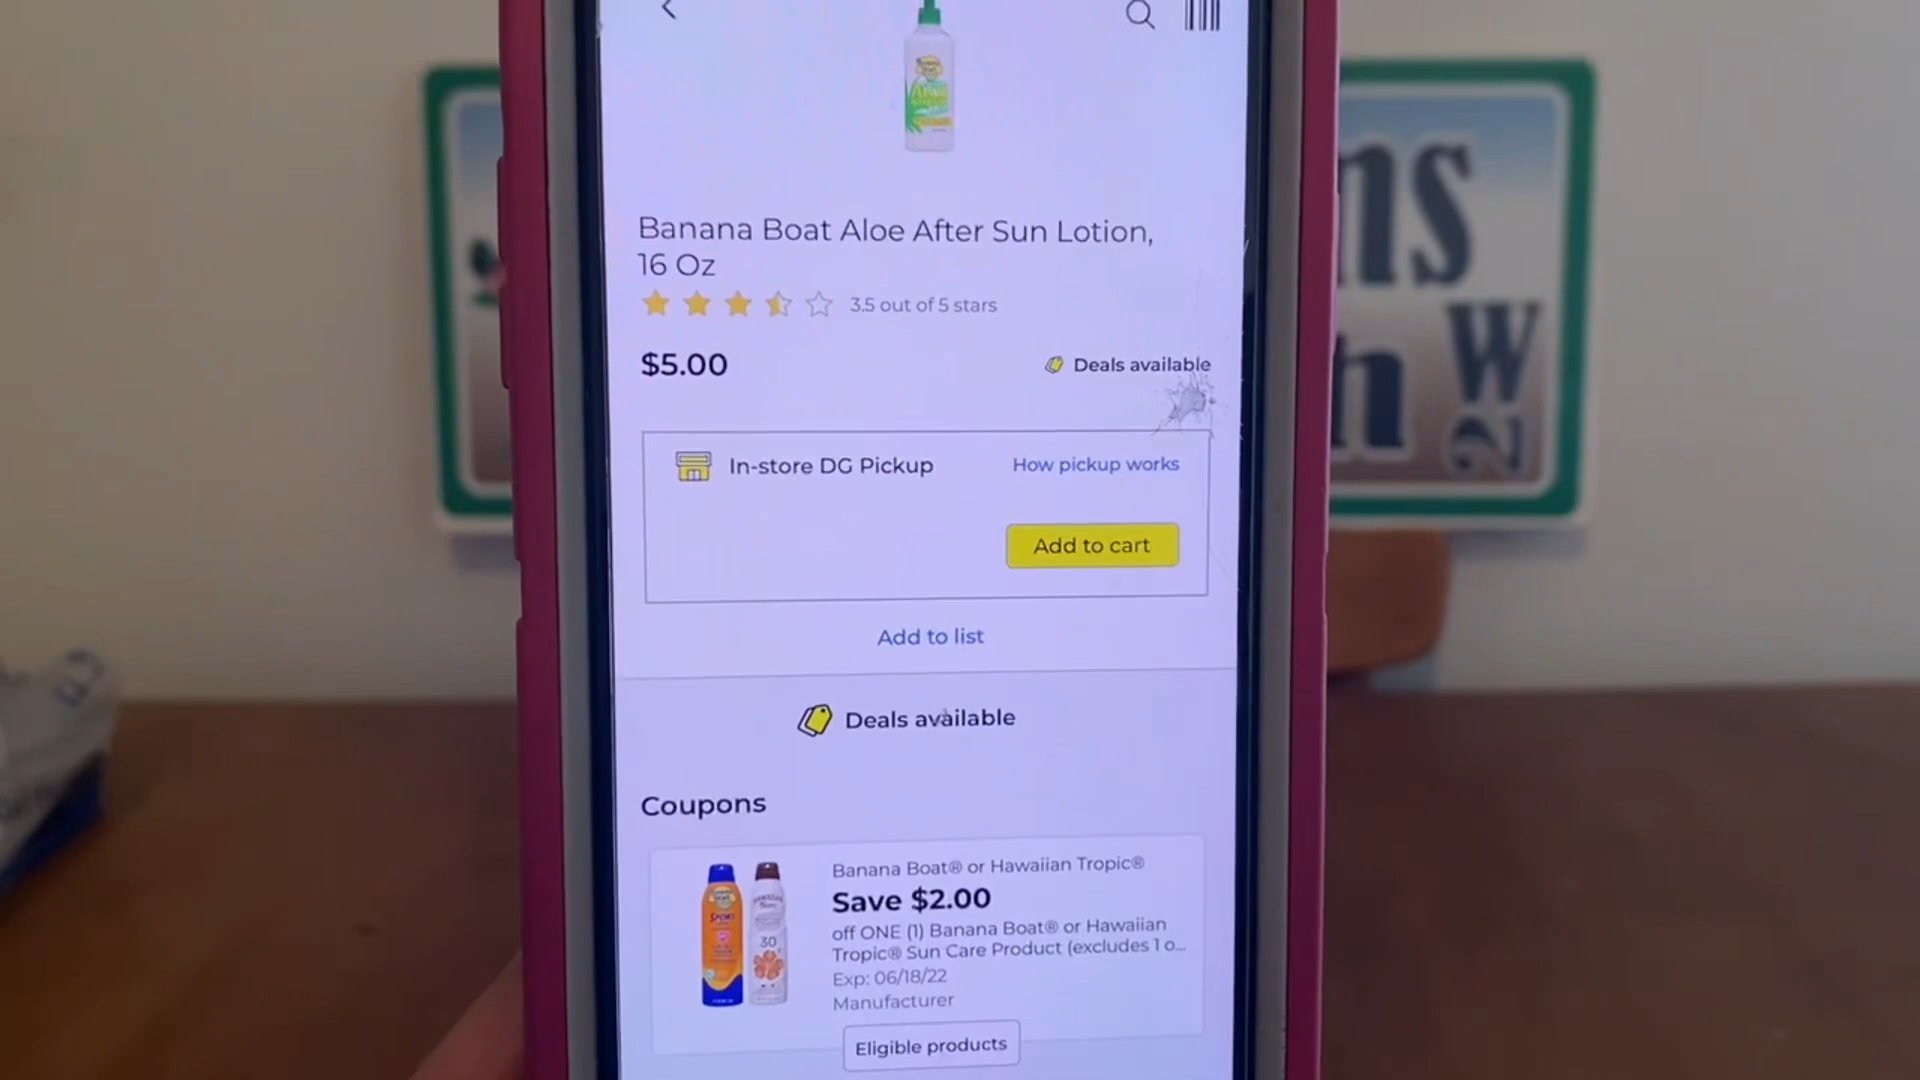 Banana Boat Aloe After Sun Lotion,
16 Oz
3.5 out of 5 stars
$5.00
Deals available
In-store DG Pickup
How pickup works
Add to cart
Add to list
Deals available
Coupons
Banana Boat® or Hawaiian Tropic®
Save $2.00
off ONE (1) Banana Boat® or Hawaiian
Tropic® Sun Care Product (excludes 1 o...
Exp: 06/18/22
Manufacturer
Eligible products
SPORT
30
ns
n W